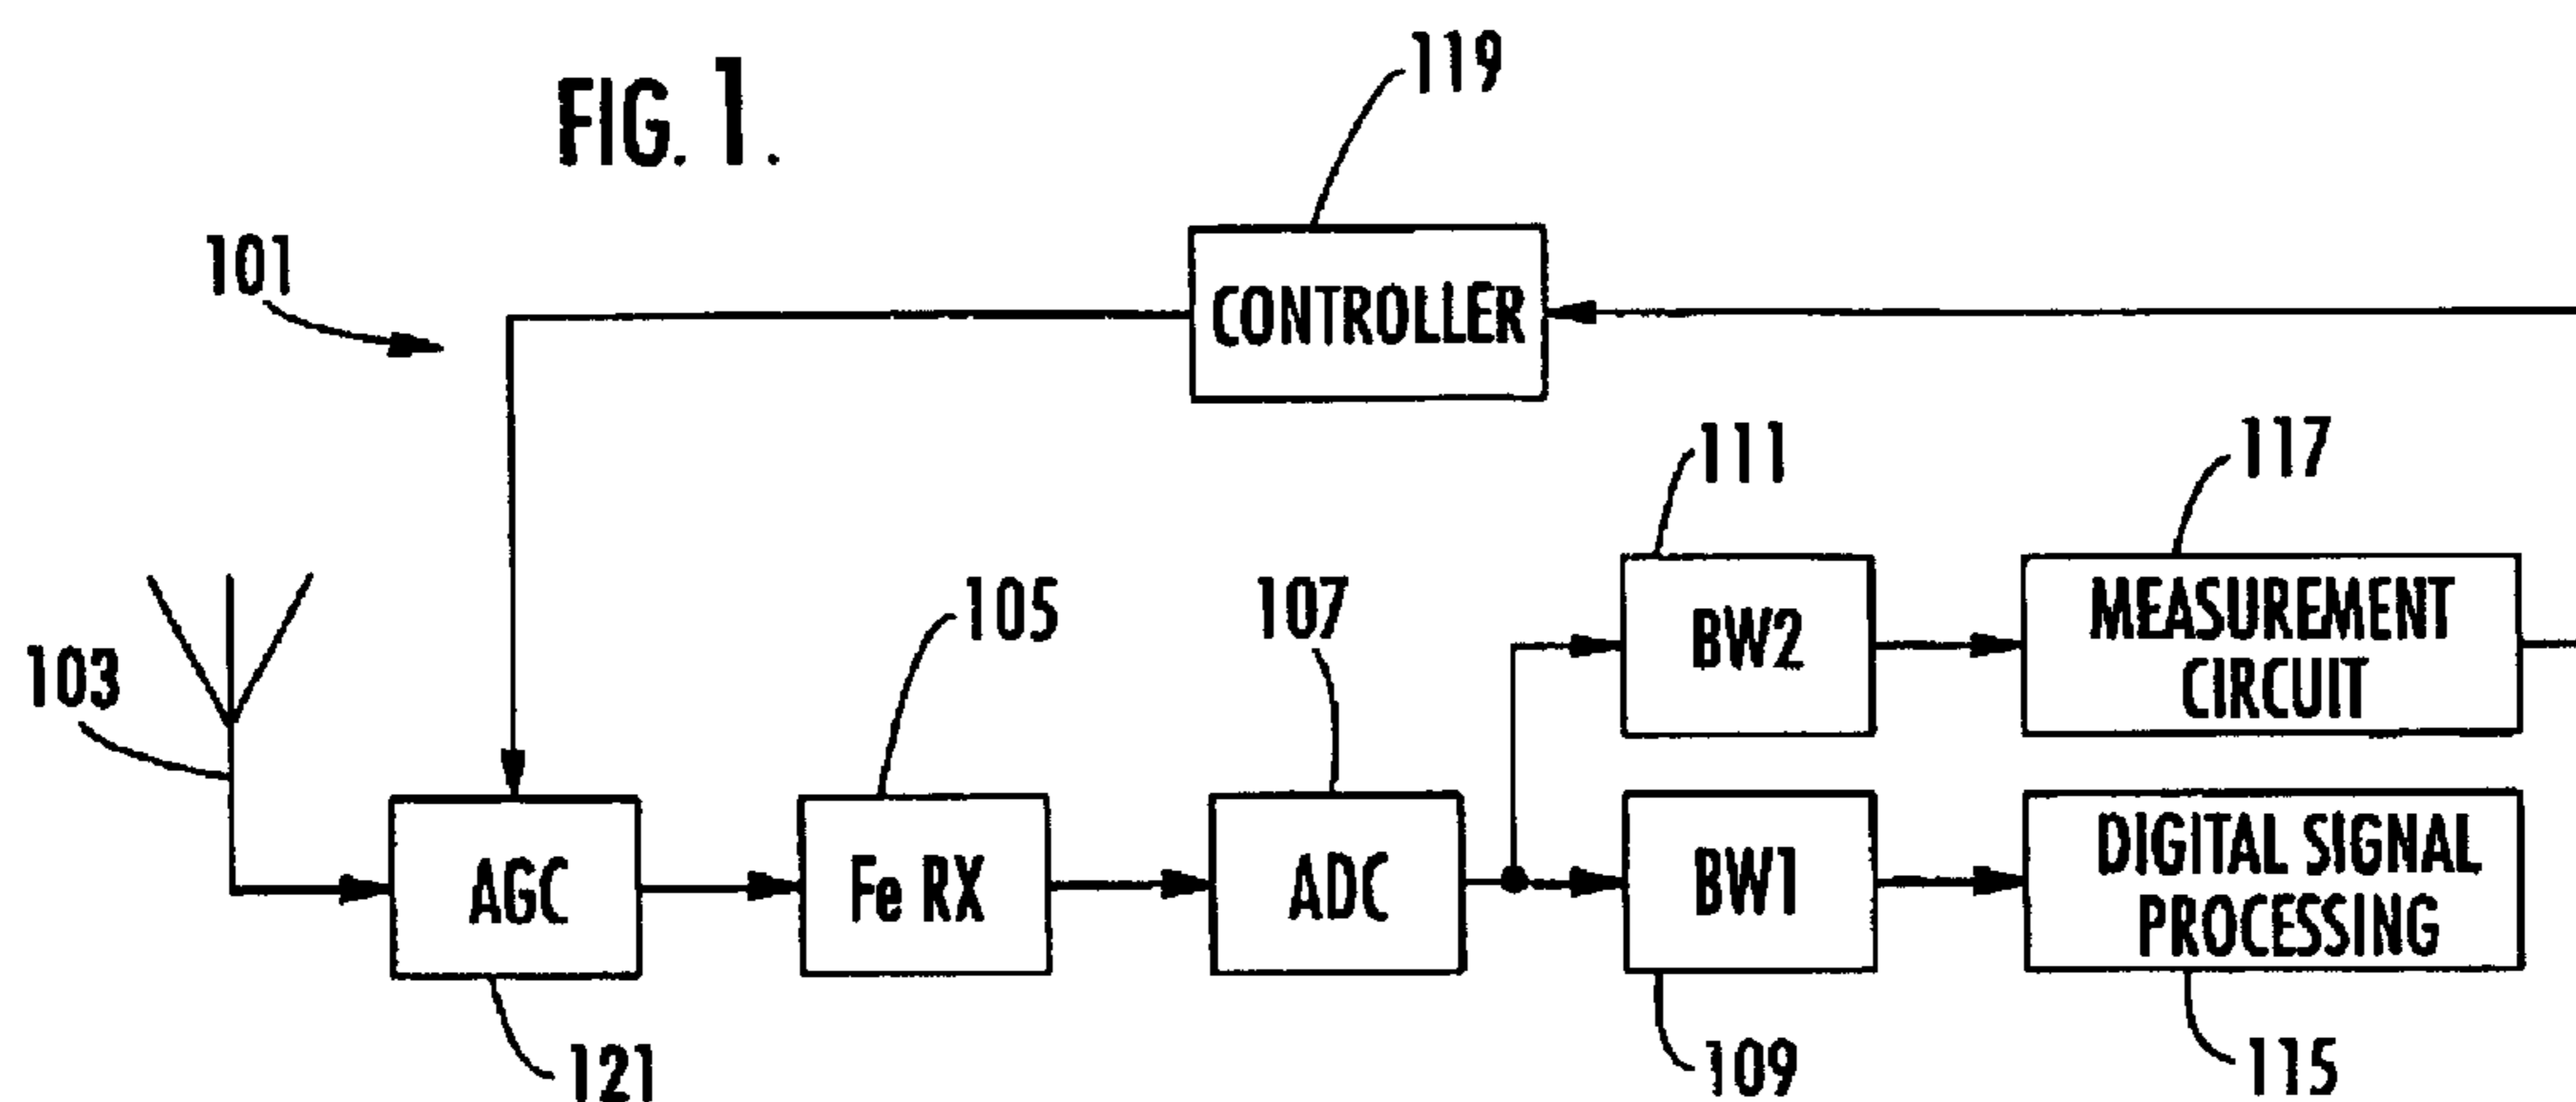 FIG. 1.
119
101
CONTROLLER
111
117
103
105
107
BW2
MEASUREMENT
CIRCUIT
AGC
Fe RX
ADC
BW1
DIGITAL SIGNAL
PROCESSING
121
109
115